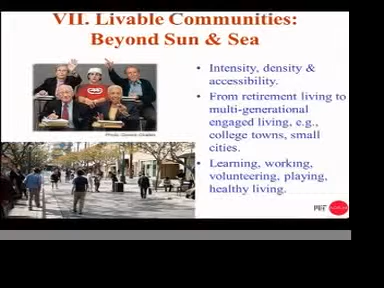 VII. Livable Communities:
Beyond Sun & Sea
• Intensity, density &
accessibility.
• From retirement living to
multi-generational
engaged living, e.g.,
college towns, small
cities.
• Learning, working,
volunteering, playing,
healthy living.